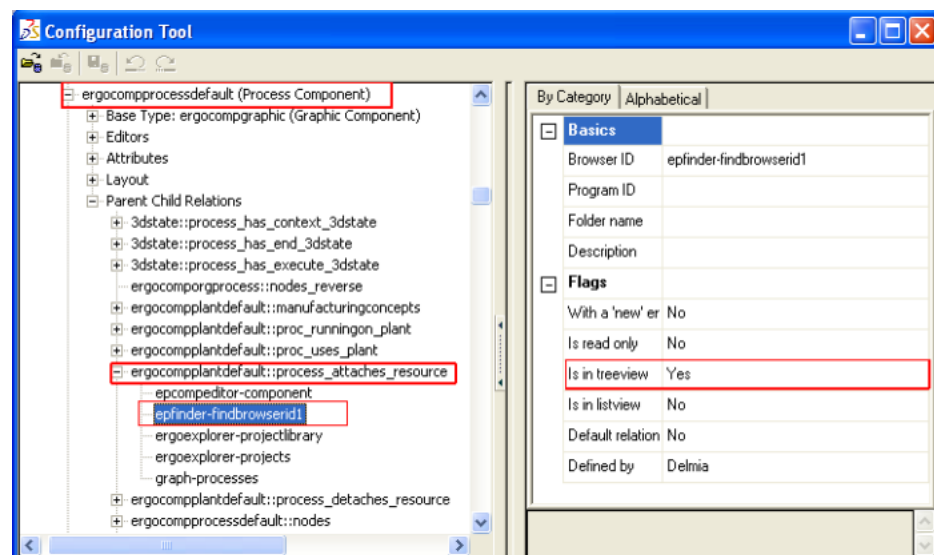 Configuration Tool
ergocompprocessdefault (Process Component)
Base Type: ergocompgraphic (Graphic Component)
Editors
Attributes
Layout
Parent Child Relations
3dstate::process_has_context_3dstate
3dstate::process_has_end_3dstate
3dstate::process_has_execute_3dstate
ergocomporgprocess::nodes_reverse
ergocompplantdefault::manufacturingconcepts
ergocompplantdefault::proc_runningon_plant
ergocompplantdefault::proc_uses_plant
ergocompplantdefault::process_attaches_resource
epcompeditor-component
epfinder-findbrowserid1
ergoexplorer-projectlibrary
ergoexplorer-projects
graph-processes
ergocompplantdefault::process_detaches_resource
ergocompprocessdefault::nodes
By Category Alphabetical
Basics
Browser ID epfinder-findbrowserid1
Program ID
Folder name
Description
Flags
With a 'new' er No
Is read only No
Is in treeview Yes
Is in listview No
Default relation No
Defined by Delmia